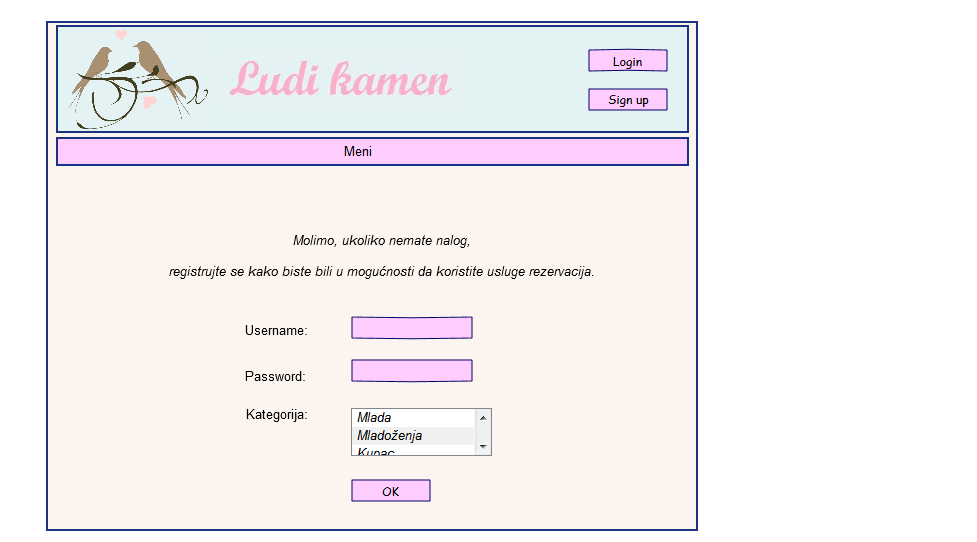 Ludi kamen
Login
Sign up
Meni
Molimo, ukoliko nemate nalog,
registrujte se kako biste bili u mogućnosti da koristite usluge rezervacija.
Username:
Password:
Kategorija:
Mlada
Mladoženja
Kupac
OK